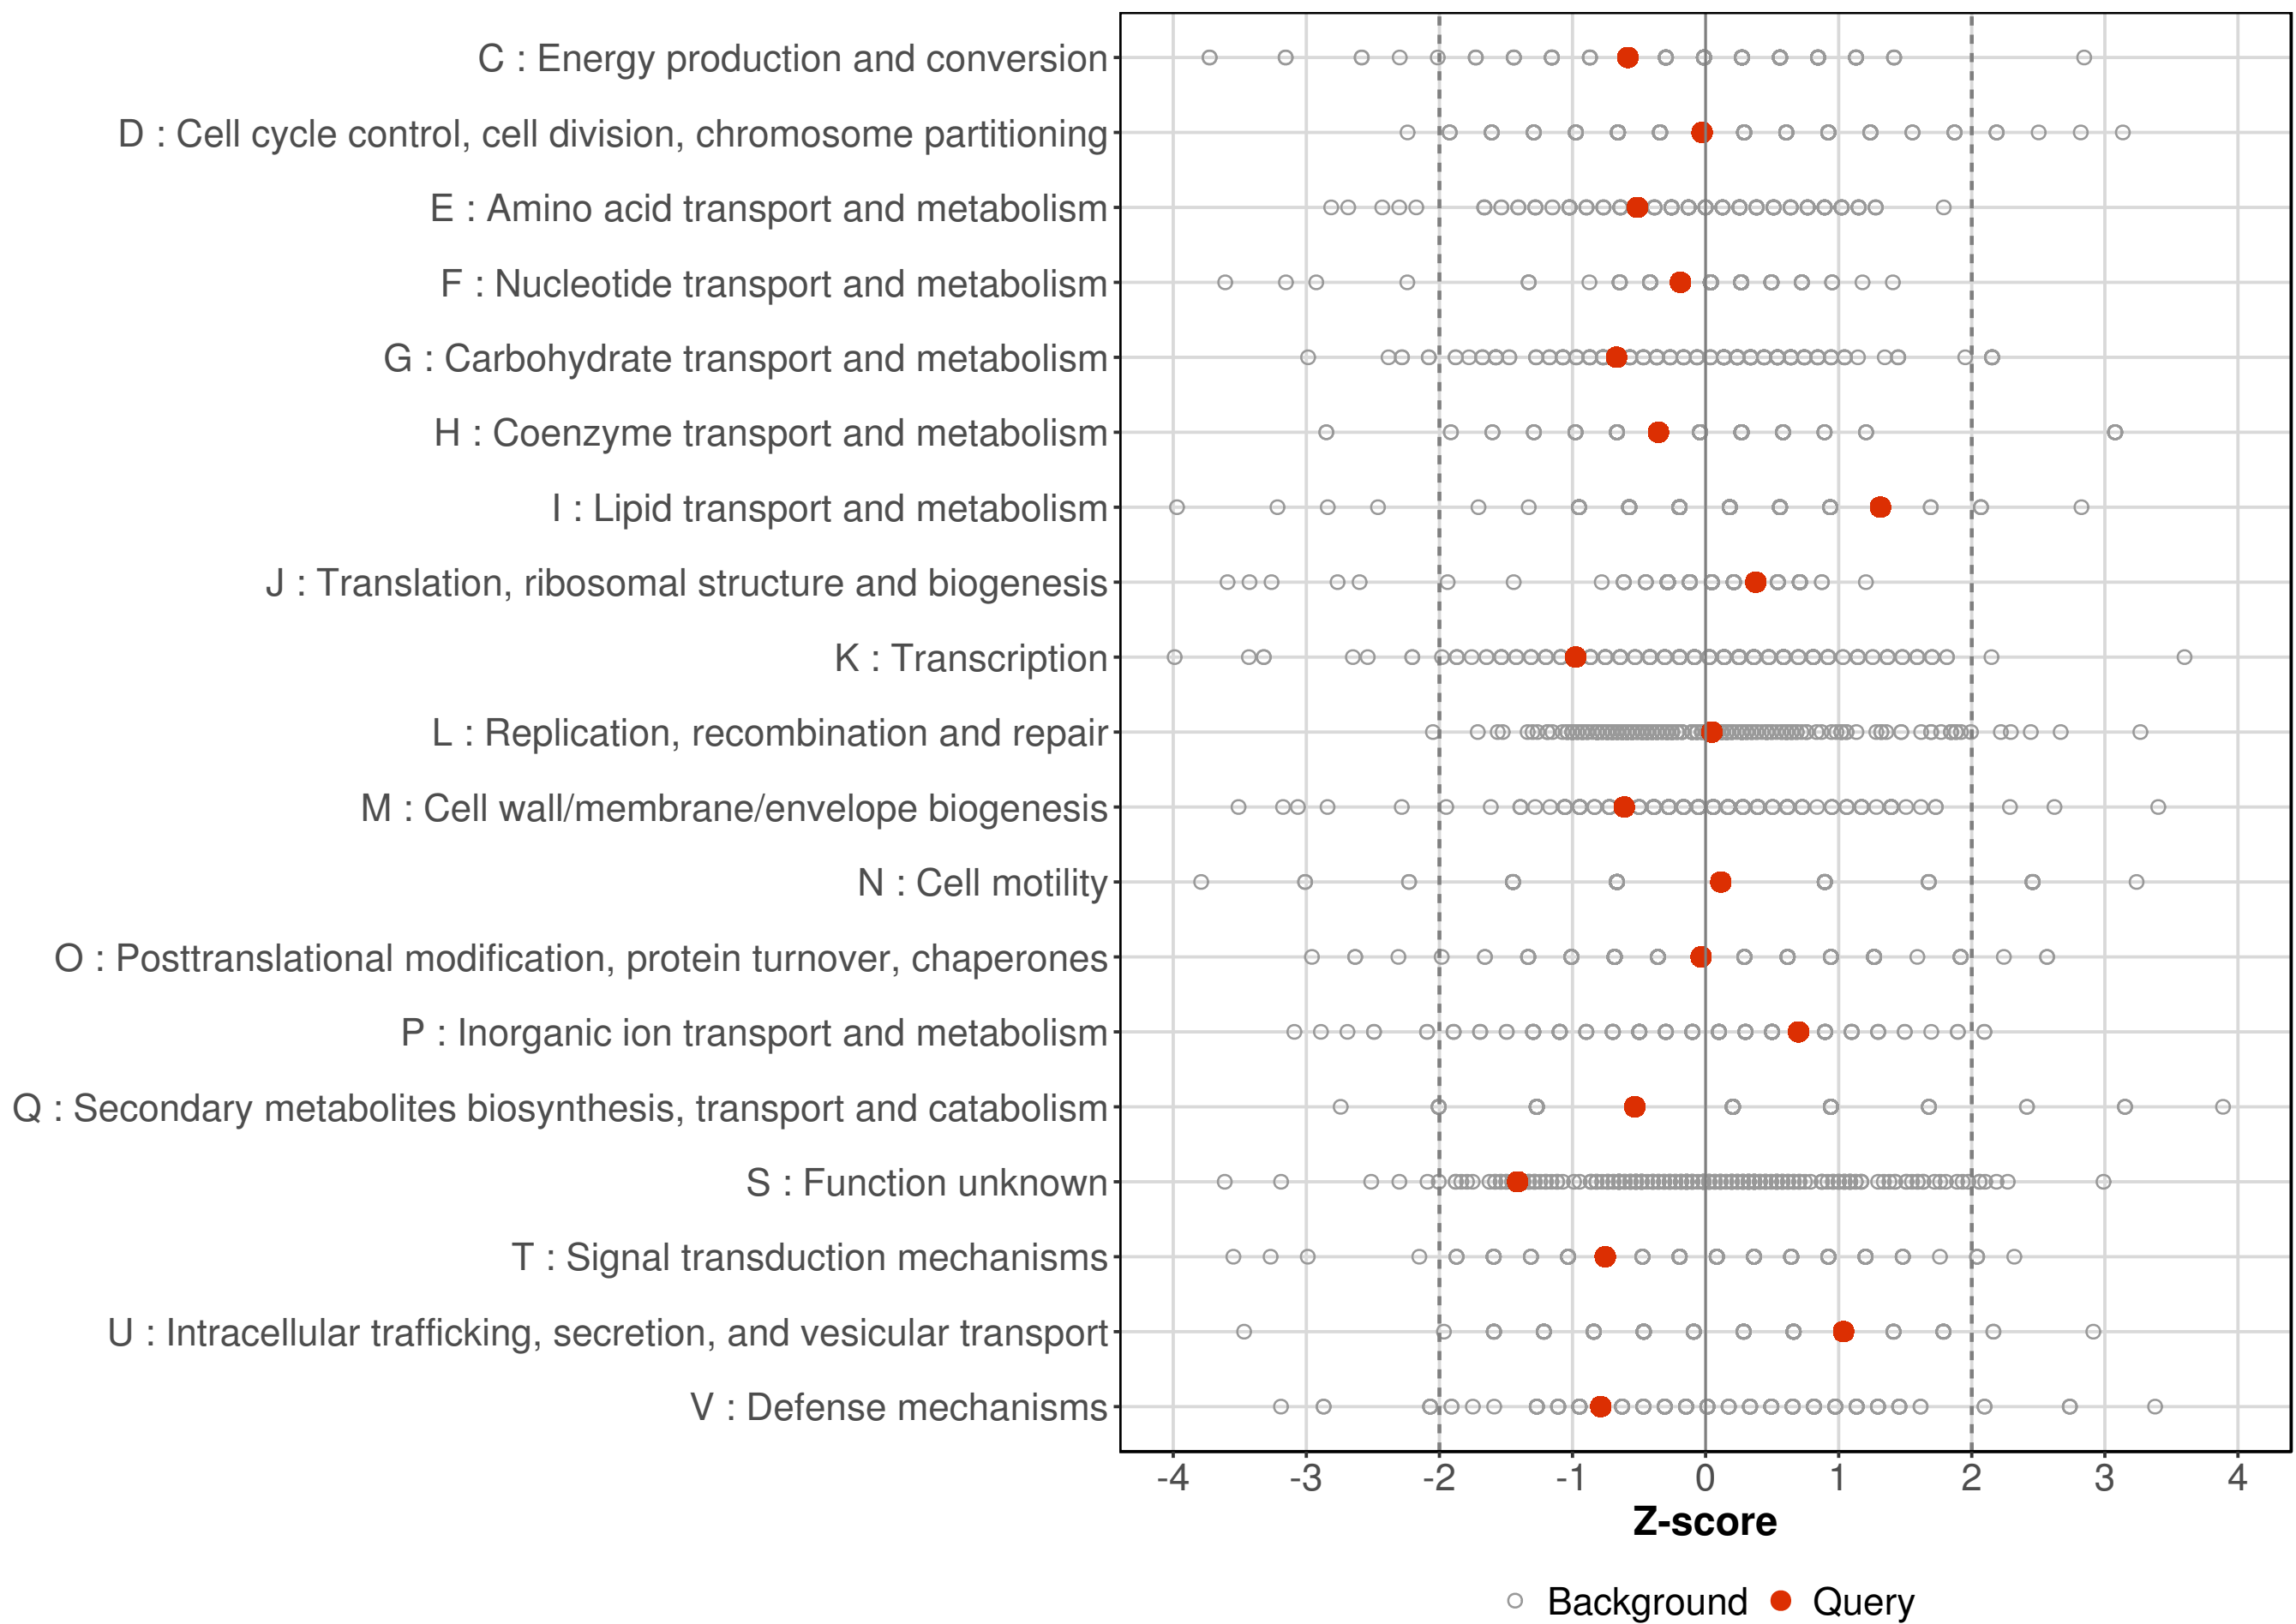 C : Energy production and conversion
D : Cell cycle control, cell division, chromosome partitioning
E : Amino acid transport and metabolism
F : Nucleotide transport and metabolism
G : Carbohydrate transport and metabolism
H : Coenzyme transport and metabolism
I : Lipid transport and metabolism
J : Translation, ribosomal structure and biogenesis
K : Transcription
L : Replication, recombination and repair
M : Cell wall/membrane/envelope biogenesis
N : Cell motility
O : Posttranslational modification, protein turnover, chaperones
P : Inorganic ion transport and metabolism
Q : Secondary metabolites biosynthesis, transport and catabolism
S : Function unknown
T : Signal transduction mechanisms
U : Intracellular trafficking, secretion, and vesicular transport
V : Defense mechanisms
-4 -3 -2 -1 0 1 2 3 4
Z-score
Background Query